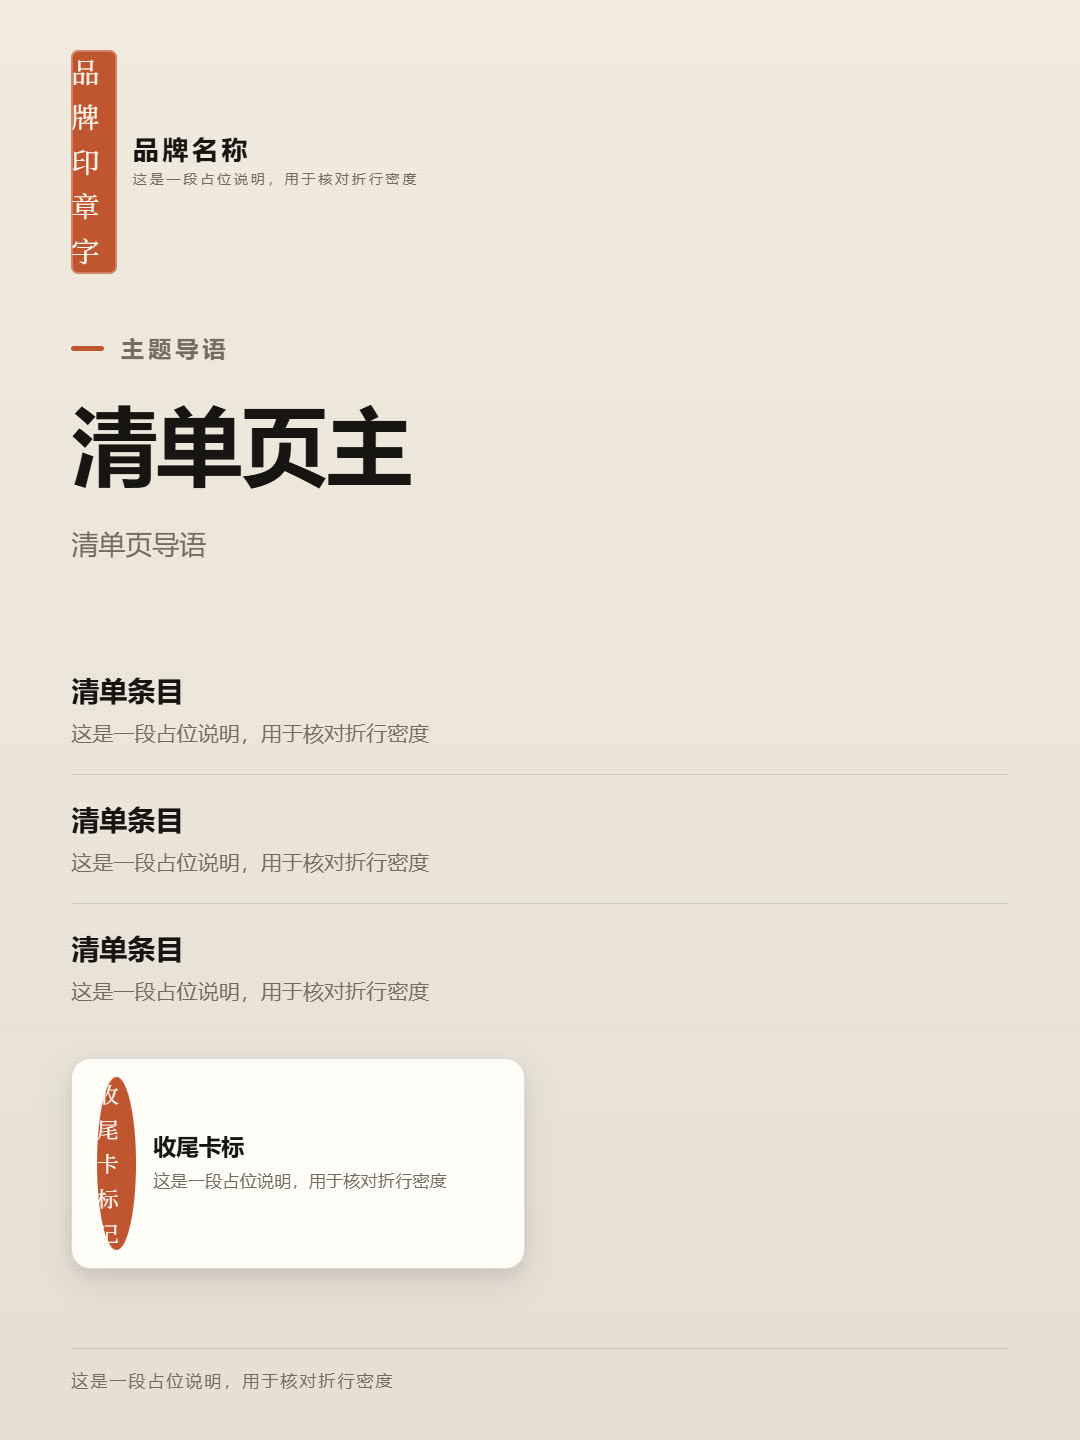 品牌印章字
品牌名称
这是一段占位说明，用于核对折行密度
主题导语
清单页主
清单页导语
清单条目
这是一段占位说明，用于核对折行密度
清单条目
这是一段占位说明，用于核对折行密度
清单条目
这是一段占位说明，用于核对折行密度
收尾卡标记
收尾卡标
这是一段占位说明，用于核对折行密度
这是一段占位说明，用于核对折行密度